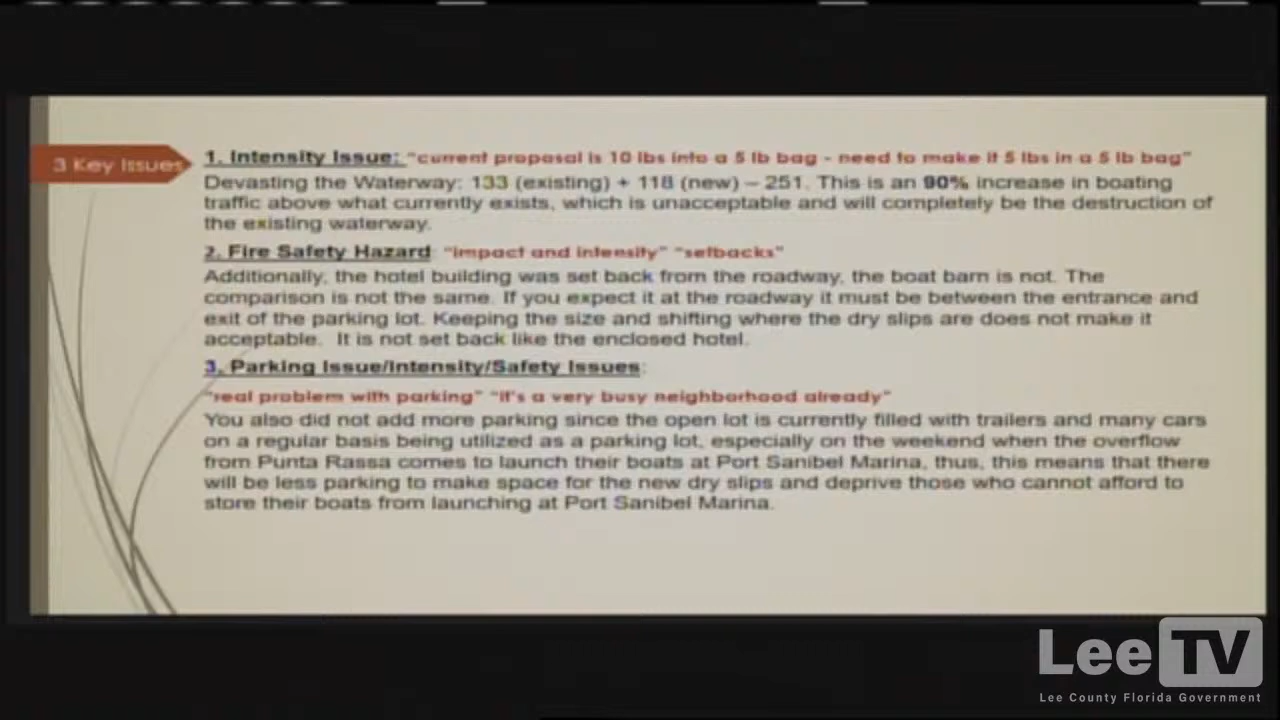 3 Key Issues
1. Intensity Issue: "current proposal is 10 lbs into a 5 lb bag - need to make it 5 lbs in a 5 lb bag"
Devasting the Waterway: 133 (existing) + 118 (new) – 251. This is an 90% increase in boating
traffic above what currently exists, which is unacceptable and will completely be the destruction of
the existing waterway.
2. Fire Safety Hazard: "impact and intensity" "setbacks"
Additionally, the hotel building was set back from the roadway, the boat barn is not. The
comparison is not the same. If you expect it at the roadway it must be between the entrance and
exit of the parking lot. Keeping the size and shifting where the dry slips are does not make it
acceptable. It is not set back like the enclosed hotel.
3. Parking Issue/Intensity/Safety Issues:
"real problem with parking" "it's a very busy neighborhood already"
You also did not add more parking since the open lot is currently filled with trailers and many cars
on a regular basis being utilized as a parking lot, especially on the weekend when the overflow
from Punta Rassa comes to launch their boats at Port Sanibel Marina, thus, this means that there
will be less parking to make space for the new dry slips and deprive those who cannot afford to
store their boats from launching at Port Sanibel Marina.
Lee TV
Lee County Florida Government